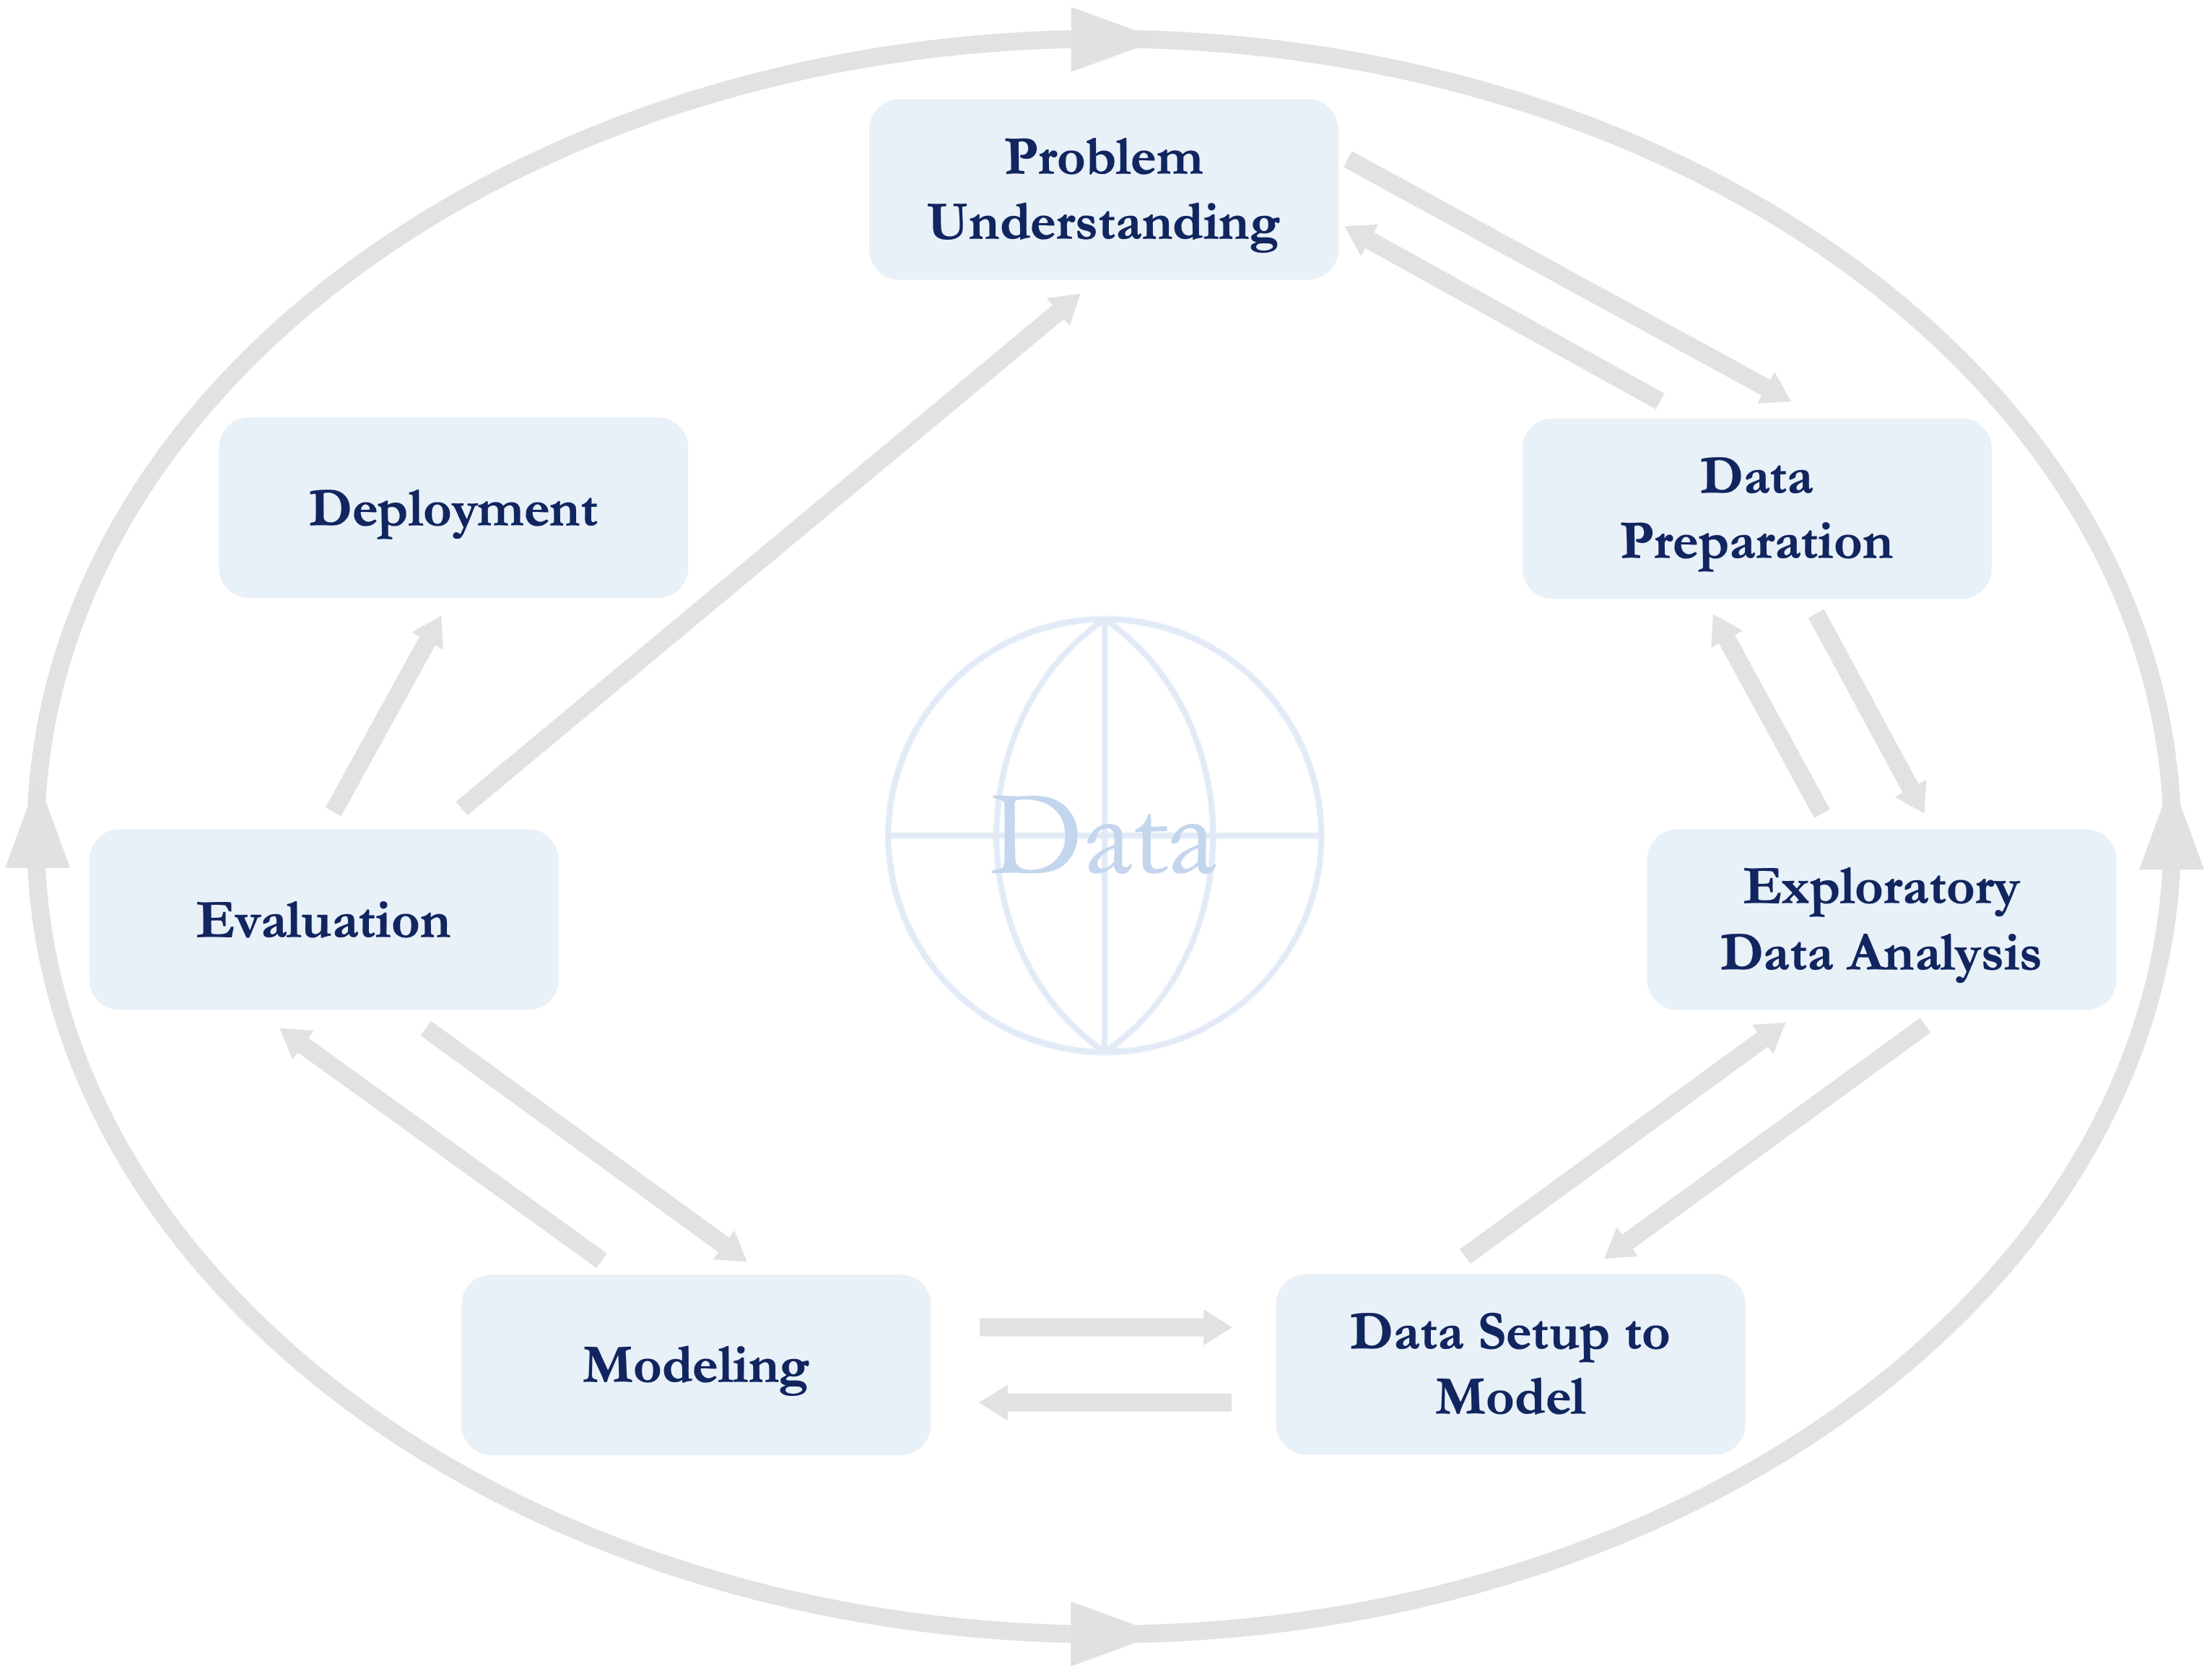 Problem
Understanding
Data
Preparation
Exploratory
Data Analysis
Data Setup to
Model
Modeling
Evaluation
Deployment
Data